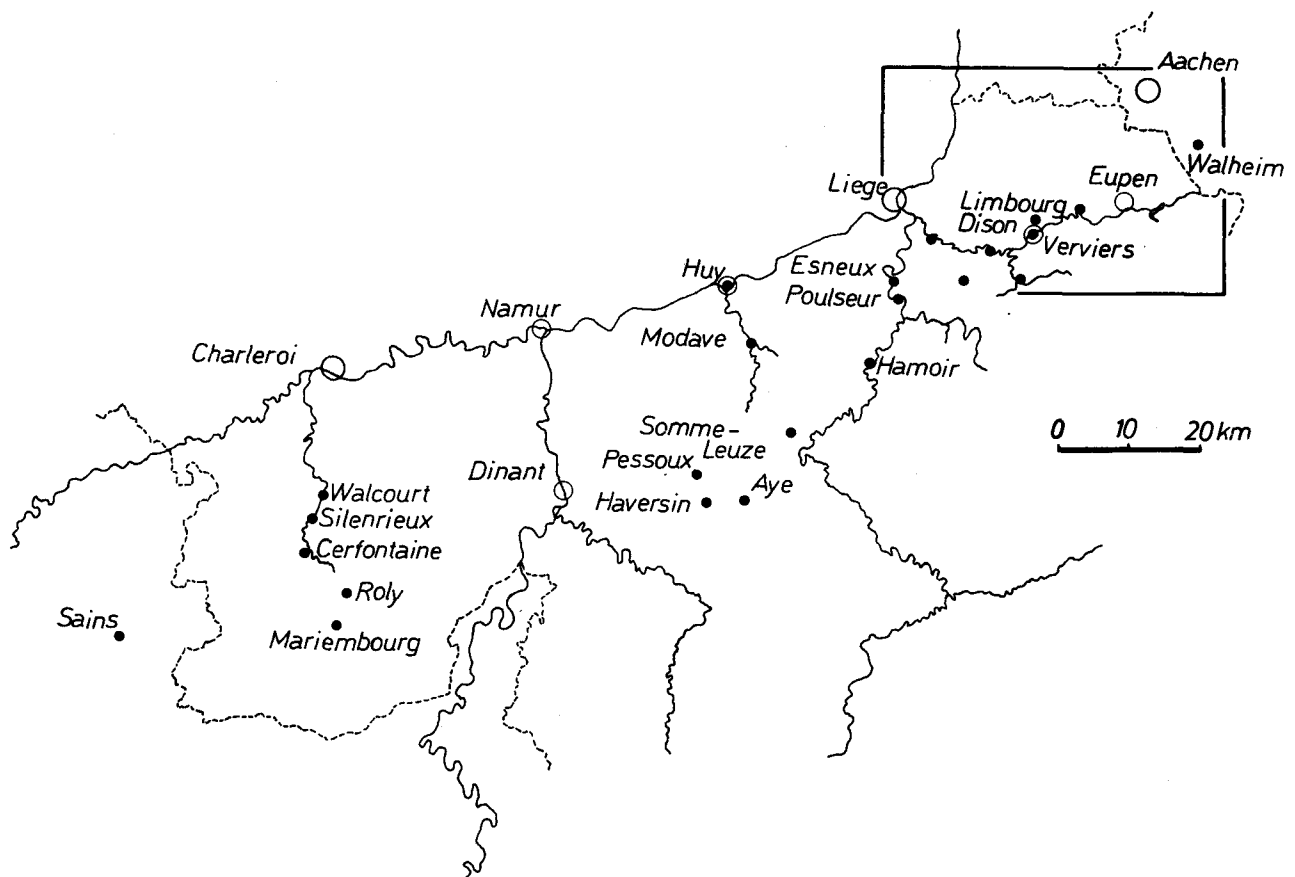 Aachen
Walheim
Liege
Eupen
Limbourg
Dison
Verviers
Huy
Esneux
Poulseur
Namur
Modave
Charleroi
Hamoir
0 10 20 km
Somme-
Leuze
Pessoux
Dinant
Aye
Haversin
Walcourt
Silenrieux
Cerfontaine
Roly
Sains
Mariembourg